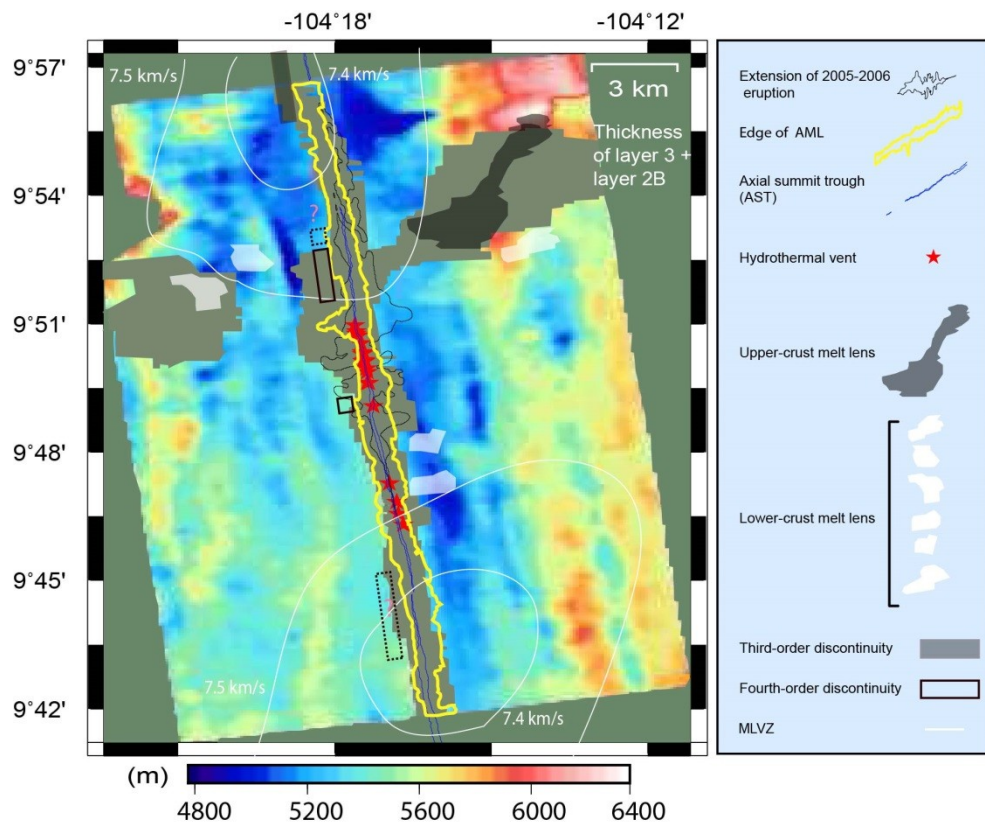 -104°18'
-104°12'
9°57'
7.5 km/s
7.4 km/s
3 km
Thickness
of layer 3 +
layer 2B
9°54'
?
9°51'
9°48'
9°45'
7.5 km/s
7.4 km/s
9°42'
(m)
4800
5200
5600
6000
6400
Extension of 2005-2006
eruption
Edge of AML
Axial summit trough
(AST)
Hydrothermal vent
Upper-crust melt lens
Lower-crust melt lens
Third-order discontinuity
Fourth-order discontinuity
MLVZ